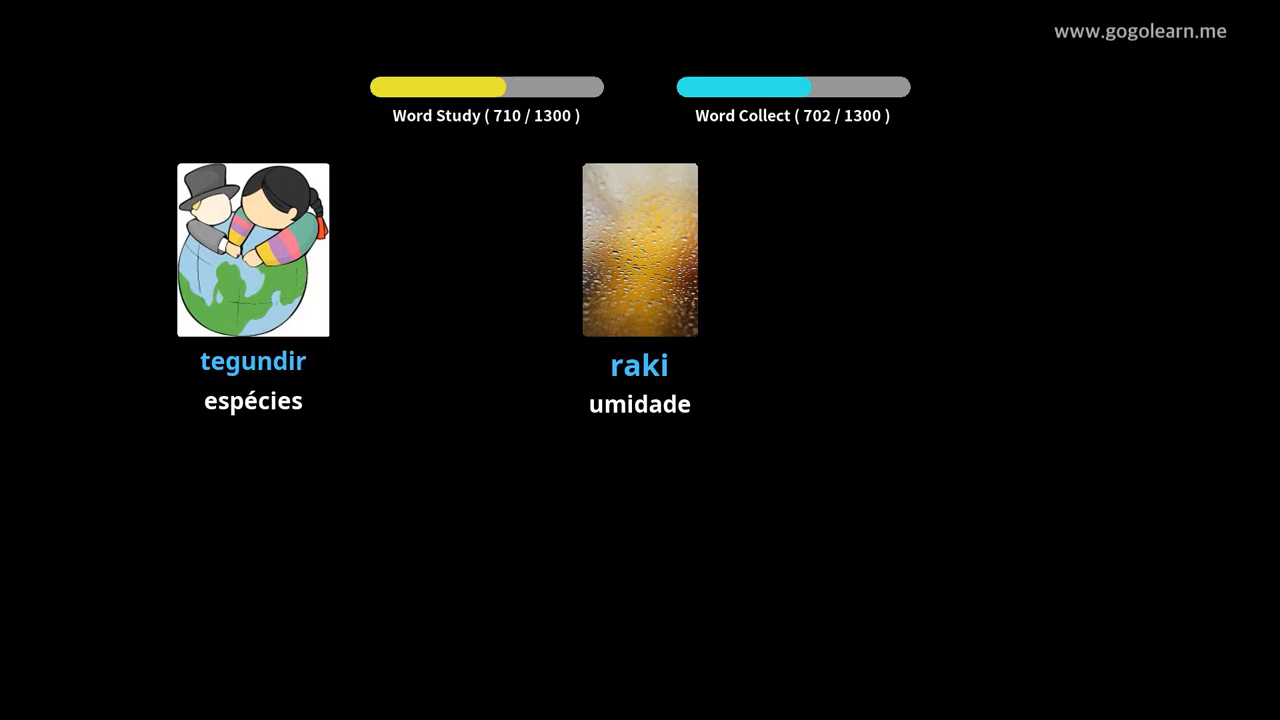 www.gogolearn.me
Word Study ( 710 / 1300 )
Word Collect ( 702 / 1300 )
tegundir
espécies
raki
umidade